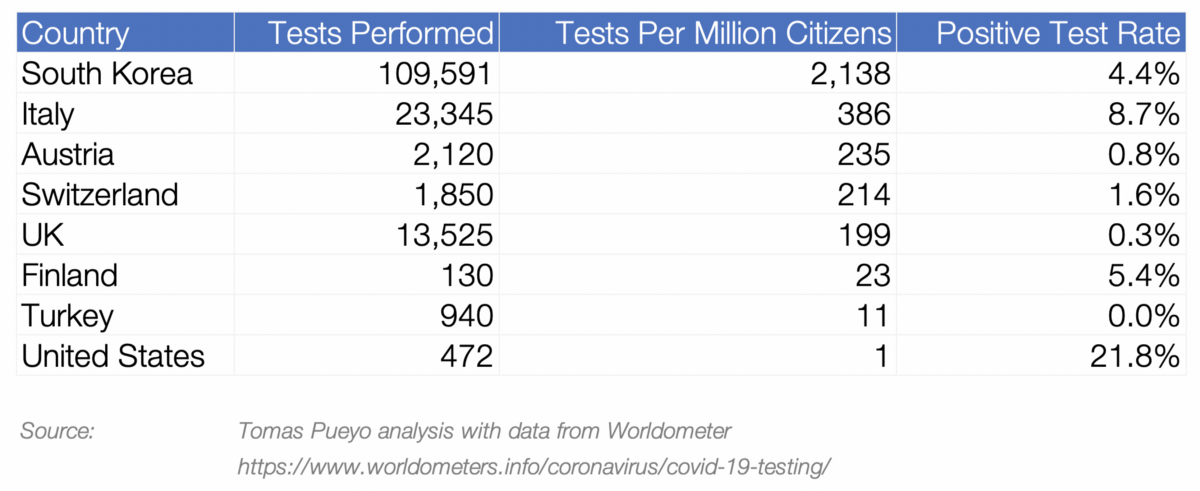 Country Tests Performed Tests Per Million Citizens Positive Test Rate
South Korea 109,591 2,138 4.4%
Italy 23,345 386 8.7%
Austria 2,120 235 0.8%
Switzerland 1,850 214 1.6%
UK 13,525 199 0.3%
Finland 130 23 5.4%
Turkey 940 11 0.0%
United States 472 1 21.8%
Source: Tomas Pueyo analysis with data from Worldometer
https://www.worldometers.info/coronavirus/covid-19-testing/